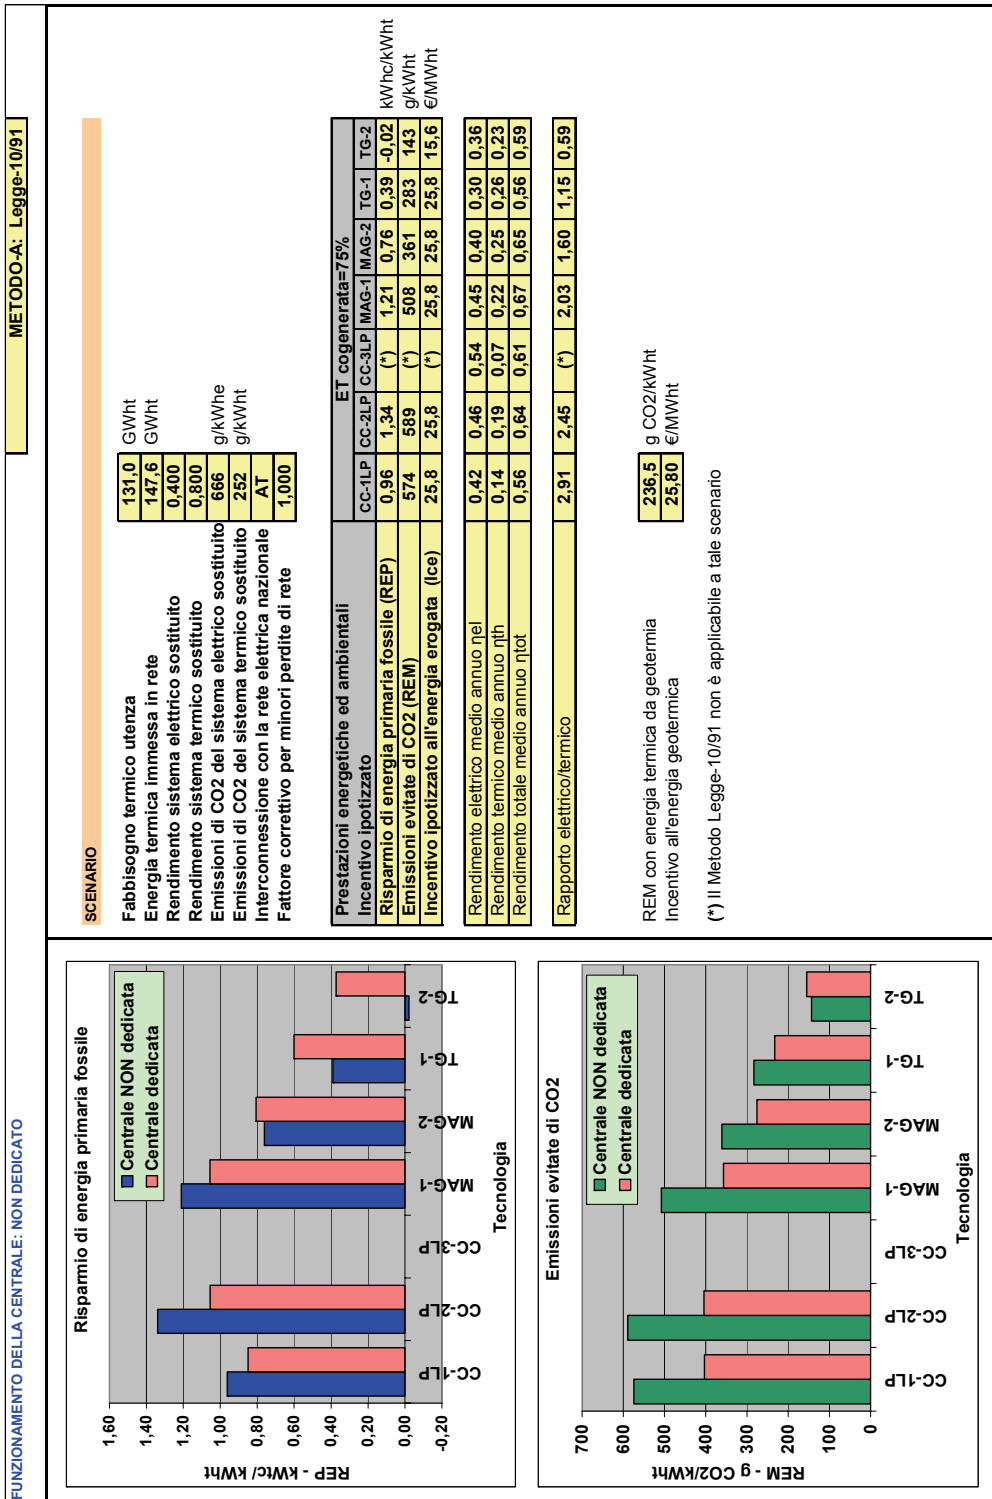 FUNZIONAMENTO DELLA CENTRALE: NON DEDICATO
METODO-A: Legge-10/91
Risparmio di energia primaria fossile
Centrale NON dedicata
Centrale dedicata
1,60
1,40
1,20
1,00
0,80
0,60
0,40
0,20
0,00
-0,20
REP - kWtc/ kWht
CC-1LP CC-2LP CC-3LP MAG-1 MAG-2 TG-1 TG-2
Tecnologia
Emissioni evitate di CO2
Centrale NON dedicata
Centrale dedicata
700
600
500
400
300
200
100
0
REM - g CO2/kWht
CC-1LP CC-2LP CC-3LP MAG-1 MAG-2 TG-1 TG-2
Tecnologia
SCENARIO
Fabbisogno termico utenza 131,0 GWht
Energia termica immessa in rete 147,6 GWht
Rendimento sistema elettrico sostituito 0,400
Rendimento sistema termico sostituito 0,800
Emissioni di CO2 del sistema elettrico sostituito 666 g/kWhe
Emissioni di CO2 del sistema termico sostituito 252 g/kWht
Interconnessione con la rete elettrica nazionale AT
Fattore correttivo per minori perdite di rete 1,000
Prestazioni energetiche ed ambientali ET cogenerata=75%
Incentivo ipotizzato CC-1LP CC-2LP CC-3LP MAG-1 MAG-2 TG-1 TG-2
Risparmio di energia primaria fossile (REP) 0,96 1,34 (*) 1,21 0,76 0,39 -0,02 kWhc/kWht
Emissioni evitate di CO2 (REM) 574 589 (*) 508 361 283 143 g/kWht
Incentivo ipotizzato all'energia erogata (Ice) 25,8 25,8 (*) 25,8 25,8 25,8 15,6 €/MWht
Rendimento elettrico medio annuo ηel 0,42 0,46 0,54 0,45 0,40 0,30 0,36
Rendimento termico medio annuo ηth 0,14 0,19 0,07 0,22 0,25 0,26 0,23
Rendimento totale medio annuo ηtot 0,56 0,64 0,61 0,67 0,65 0,56 0,59
Rapporto elettrico/termico 2,91 2,45 (*) 2,03 1,60 1,15 0,59
REM con energia termica da geotermia 236,5 g CO2/kWht
Incentivo all'energia geotermica 25,80 €/MWht
(*) Il Metodo Legge-10/91 non è applicabile a tale scenario